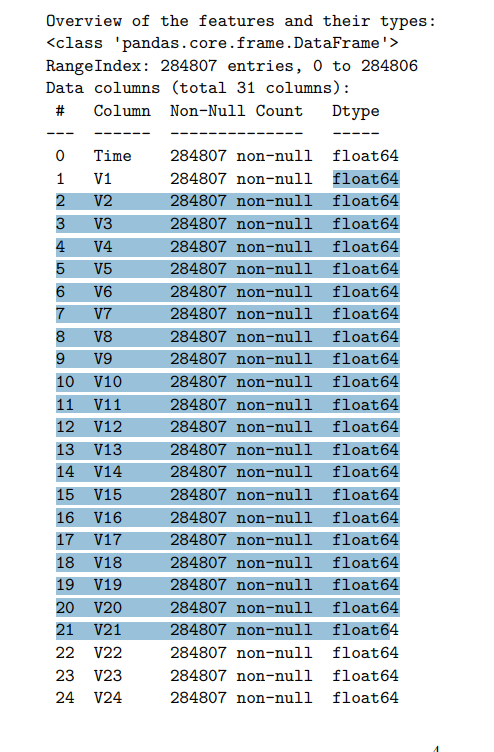 Overview of the features and their types:
<class 'pandas.core.frame.DataFrame'>
RangeIndex: 284807 entries, 0 to 284806
Data columns (total 31 columns):
#   Column  Non-Null Count   Dtype
---  ------  --------------   -----
0   Time    284807 non-null  float64
1   V1      284807 non-null  float64
2   V2      284807 non-null  float64
3   V3      284807 non-null  float64
4   V4      284807 non-null  float64
5   V5      284807 non-null  float64
6   V6      284807 non-null  float64
7   V7      284807 non-null  float64
8   V8      284807 non-null  float64
9   V9      284807 non-null  float64
10  V10     284807 non-null  float64
11  V11     284807 non-null  float64
12  V12     284807 non-null  float64
13  V13     284807 non-null  float64
14  V14     284807 non-null  float64
15  V15     284807 non-null  float64
16  V16     284807 non-null  float64
17  V17     284807 non-null  float64
18  V18     284807 non-null  float64
19  V19     284807 non-null  float64
20  V20     284807 non-null  float64
21  V21     284807 non-null  float64
22  V22     284807 non-null  float64
23  V23     284807 non-null  float64
24  V24     284807 non-null  float64